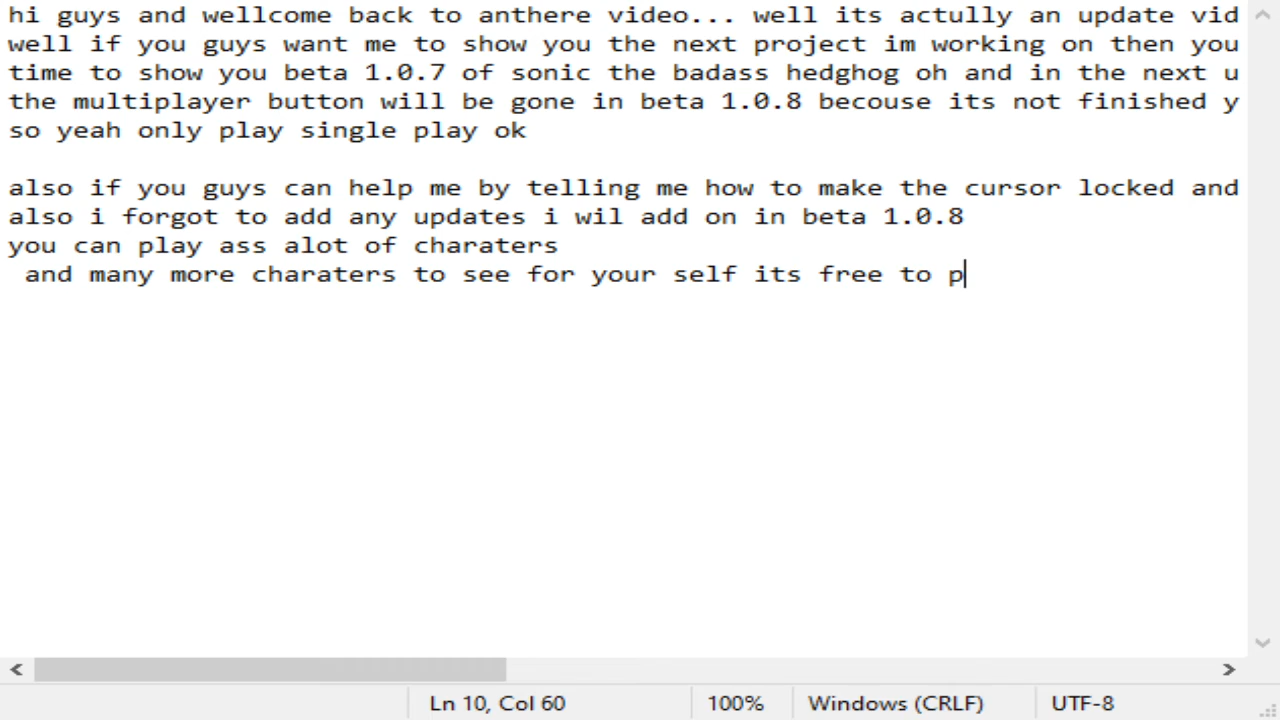 hi guys and wellcome back to anthere video... well its actully an update vid
well if you guys want me to show you the next project im working on then you
time to show you beta 1.0.7 of sonic the badass hedghog oh and in the next u
the multiplayer button will be gone in beta 1.0.8 becouse its not finished y
so yeah only play single play ok
also if you guys can help me by telling me how to make the cursor locked and
also i forgot to add any updates i wil add on in beta 1.0.8
you can play ass alot of charaters
and many more charaters to see for your self its free to p
Ln 10, Col 60
100%
Windows (CRLF)
UTF-8